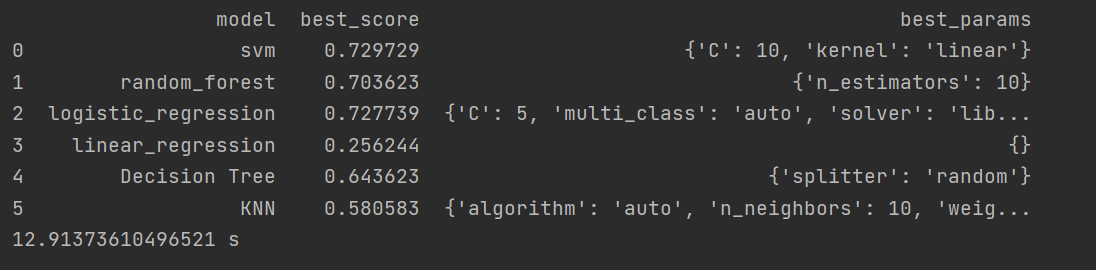 model best_score best_params
0 svm 0.729729 {'C': 10, 'kernel': 'linear'}
1 random_forest 0.703623 {'n_estimators': 10}
2 logistic_regression 0.727739 {'C': 5, 'multi_class': 'auto', 'solver': 'lib...
3 linear_regression 0.256244 {}
4 Decision Tree 0.643623 {'splitter': 'random'}
5 KNN 0.580583 {'algorithm': 'auto', 'n_neighbors': 10, 'weig...
12.91373610496521 s